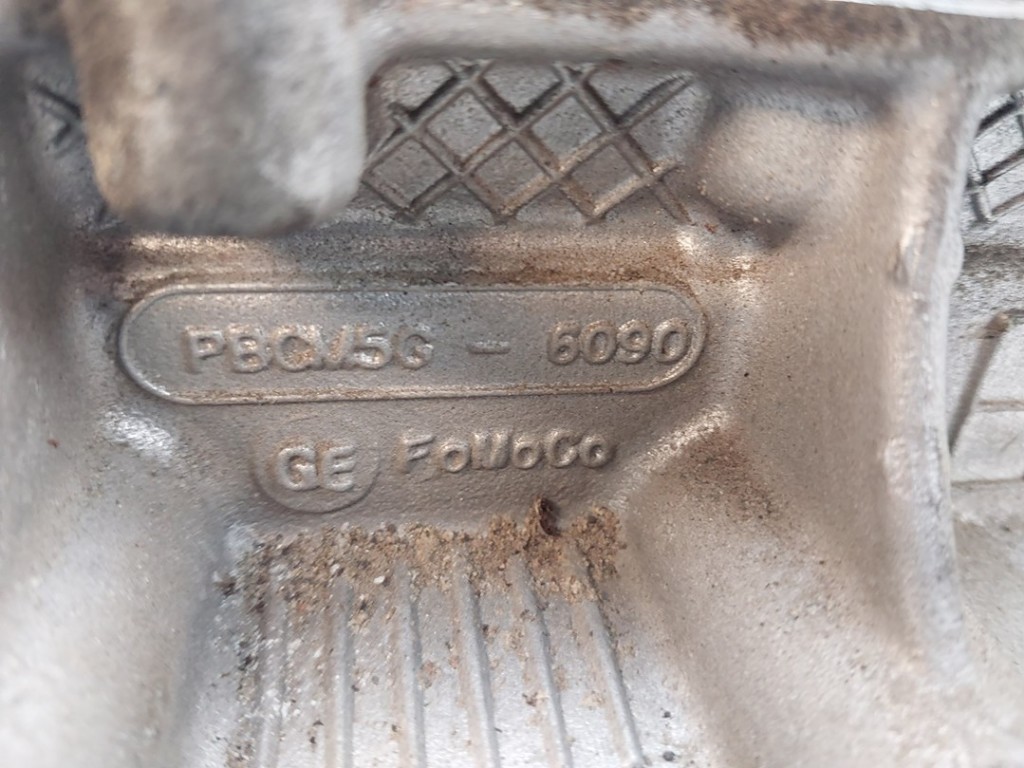 PBCM5G - 6090
GE FoMoCo